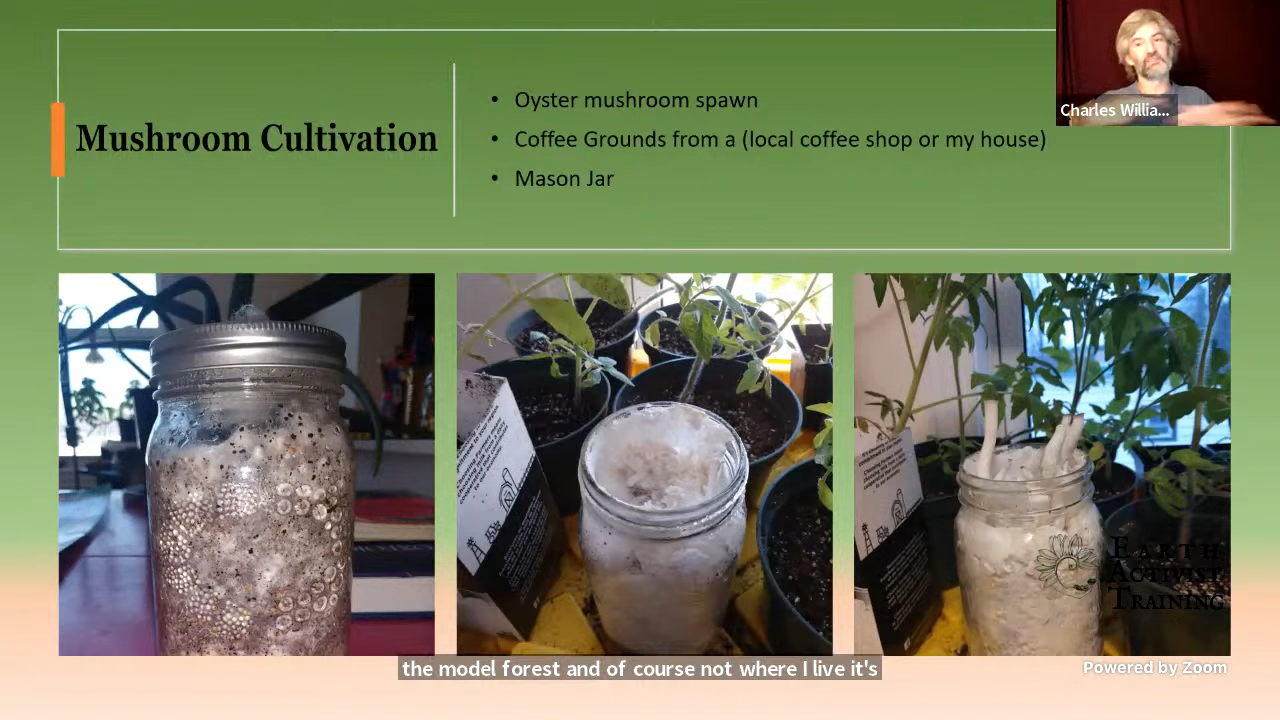 Mushroom Cultivation
• Oyster mushroom spawn
• Coffee Grounds from a (local coffee shop or my house)
• Mason Jar
Charles Willia...
EARTH
ACTIVIST
TRAINING
the model forest and of course not where I live it's
Powered by Zoom